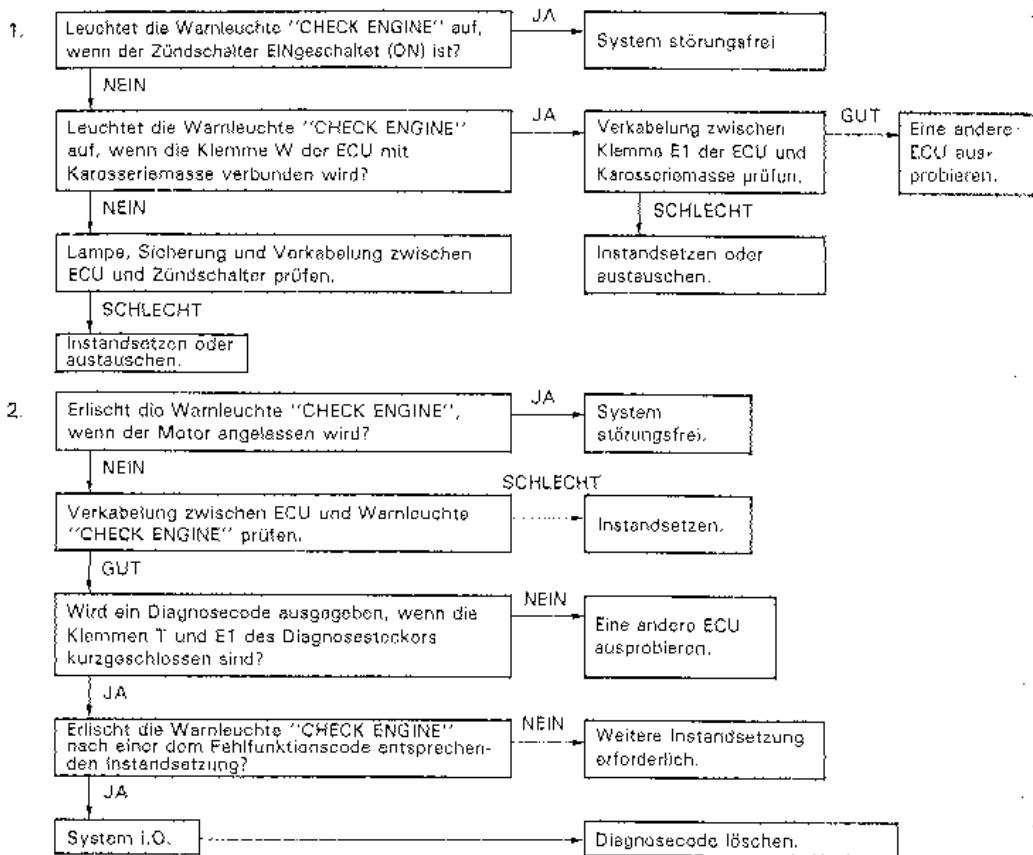 1.
Leuchtet die Warnleuchte "CHECK ENGINE" auf,
wenn der Zündschalter EINgeschaltet (ON) ist?
JA
System störungsfrei
NEIN
Leuchtet die Warnleuchte "CHECK ENGINE"
auf, wenn die Klemme W der ECU mit
Karosseriemasse verbunden wird?
JA
Verkabelung zwischen
Klemme E1 der ECU und
Karosseriemasse prüfen.
GUT
Eine andere
ECU aus-
probieren.
NEIN
SCHLECHT
Lampe, Sicherung und Verkabelung zwischen
ECU und Zündschalter prüfen.
Instandsetzen oder
austauschen.
SCHLECHT
Instandsetzen oder
austauschen.
2.
Erlischt die Warnleuchte "CHECK ENGINE",
wenn der Motor angelassen wird?
JA
System
störungsfrei.
NEIN
Verkabelung zwischen ECU und Warnleuchte
"CHECK ENGINE" prüfen.
SCHLECHT
Instandsetzen.
GUT
Wird ein Diagnosecode ausgegeben, wenn die
Klemmen T und E1 des Diagnosesteckers
kurzgeschlossen sind?
NEIN
Eine andere ECU
ausprobieren.
JA
Erlischt die Warnleuchte "CHECK ENGINE"
nach einer dem Fehlfunktionscode entsprechen-
den Instandsetzung?
NEIN
Weitere Instandsetzung
erforderlich.
JA
System i.O.
Diagnosecode löschen.